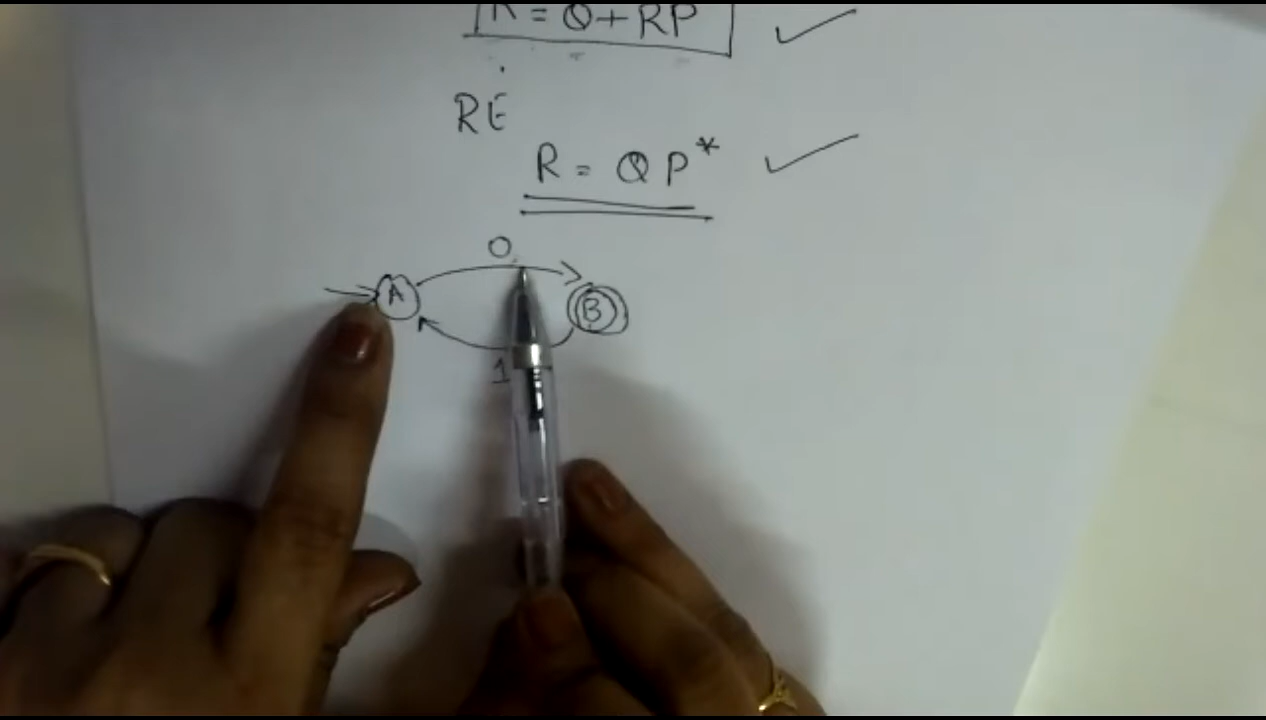 R = Q + RP
RE
R = QP*
0
A
B
1